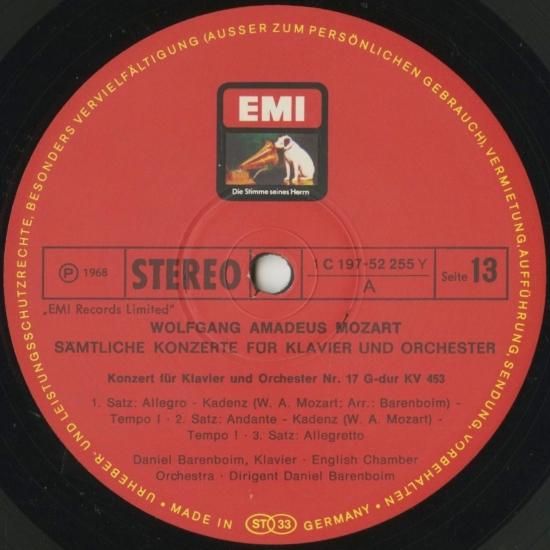 URHEBER- UND LEISTUNGSSCHUTZRECHTE, BESONDERS VERVIELFÄLTIGUNG (AUSSER ZUM PERSÖNLICHEN GEBRAUCH), VERMIETUNG, AUFFÜHRUNG, SENDUNG, VORBEHALTEN
EMI
Die Stimme seines Herrn
Ⓟ 1968
STEREO
1 C 197-52 255 Y
A
Seite 13
„EMI Records Limited"
WOLFGANG AMADEUS MOZART
SÄMTLICHE KONZERTE FÜR KLAVIER UND ORCHESTER
Konzert für Klavier und Orchester Nr. 17 G-dur KV 453
1. Satz: Allegro - Kadenz (W. A. Mozart; Arr.: Barenboim) -
Tempo I · 2. Satz: Andante - Kadenz (W. A. Mozart) -
Tempo I · 3. Satz: Allegretto
Daniel Barenboim, Klavier · English Chamber
Orchestra · Dirigent Daniel Barenboim
• MADE IN ST 33 GERMANY •